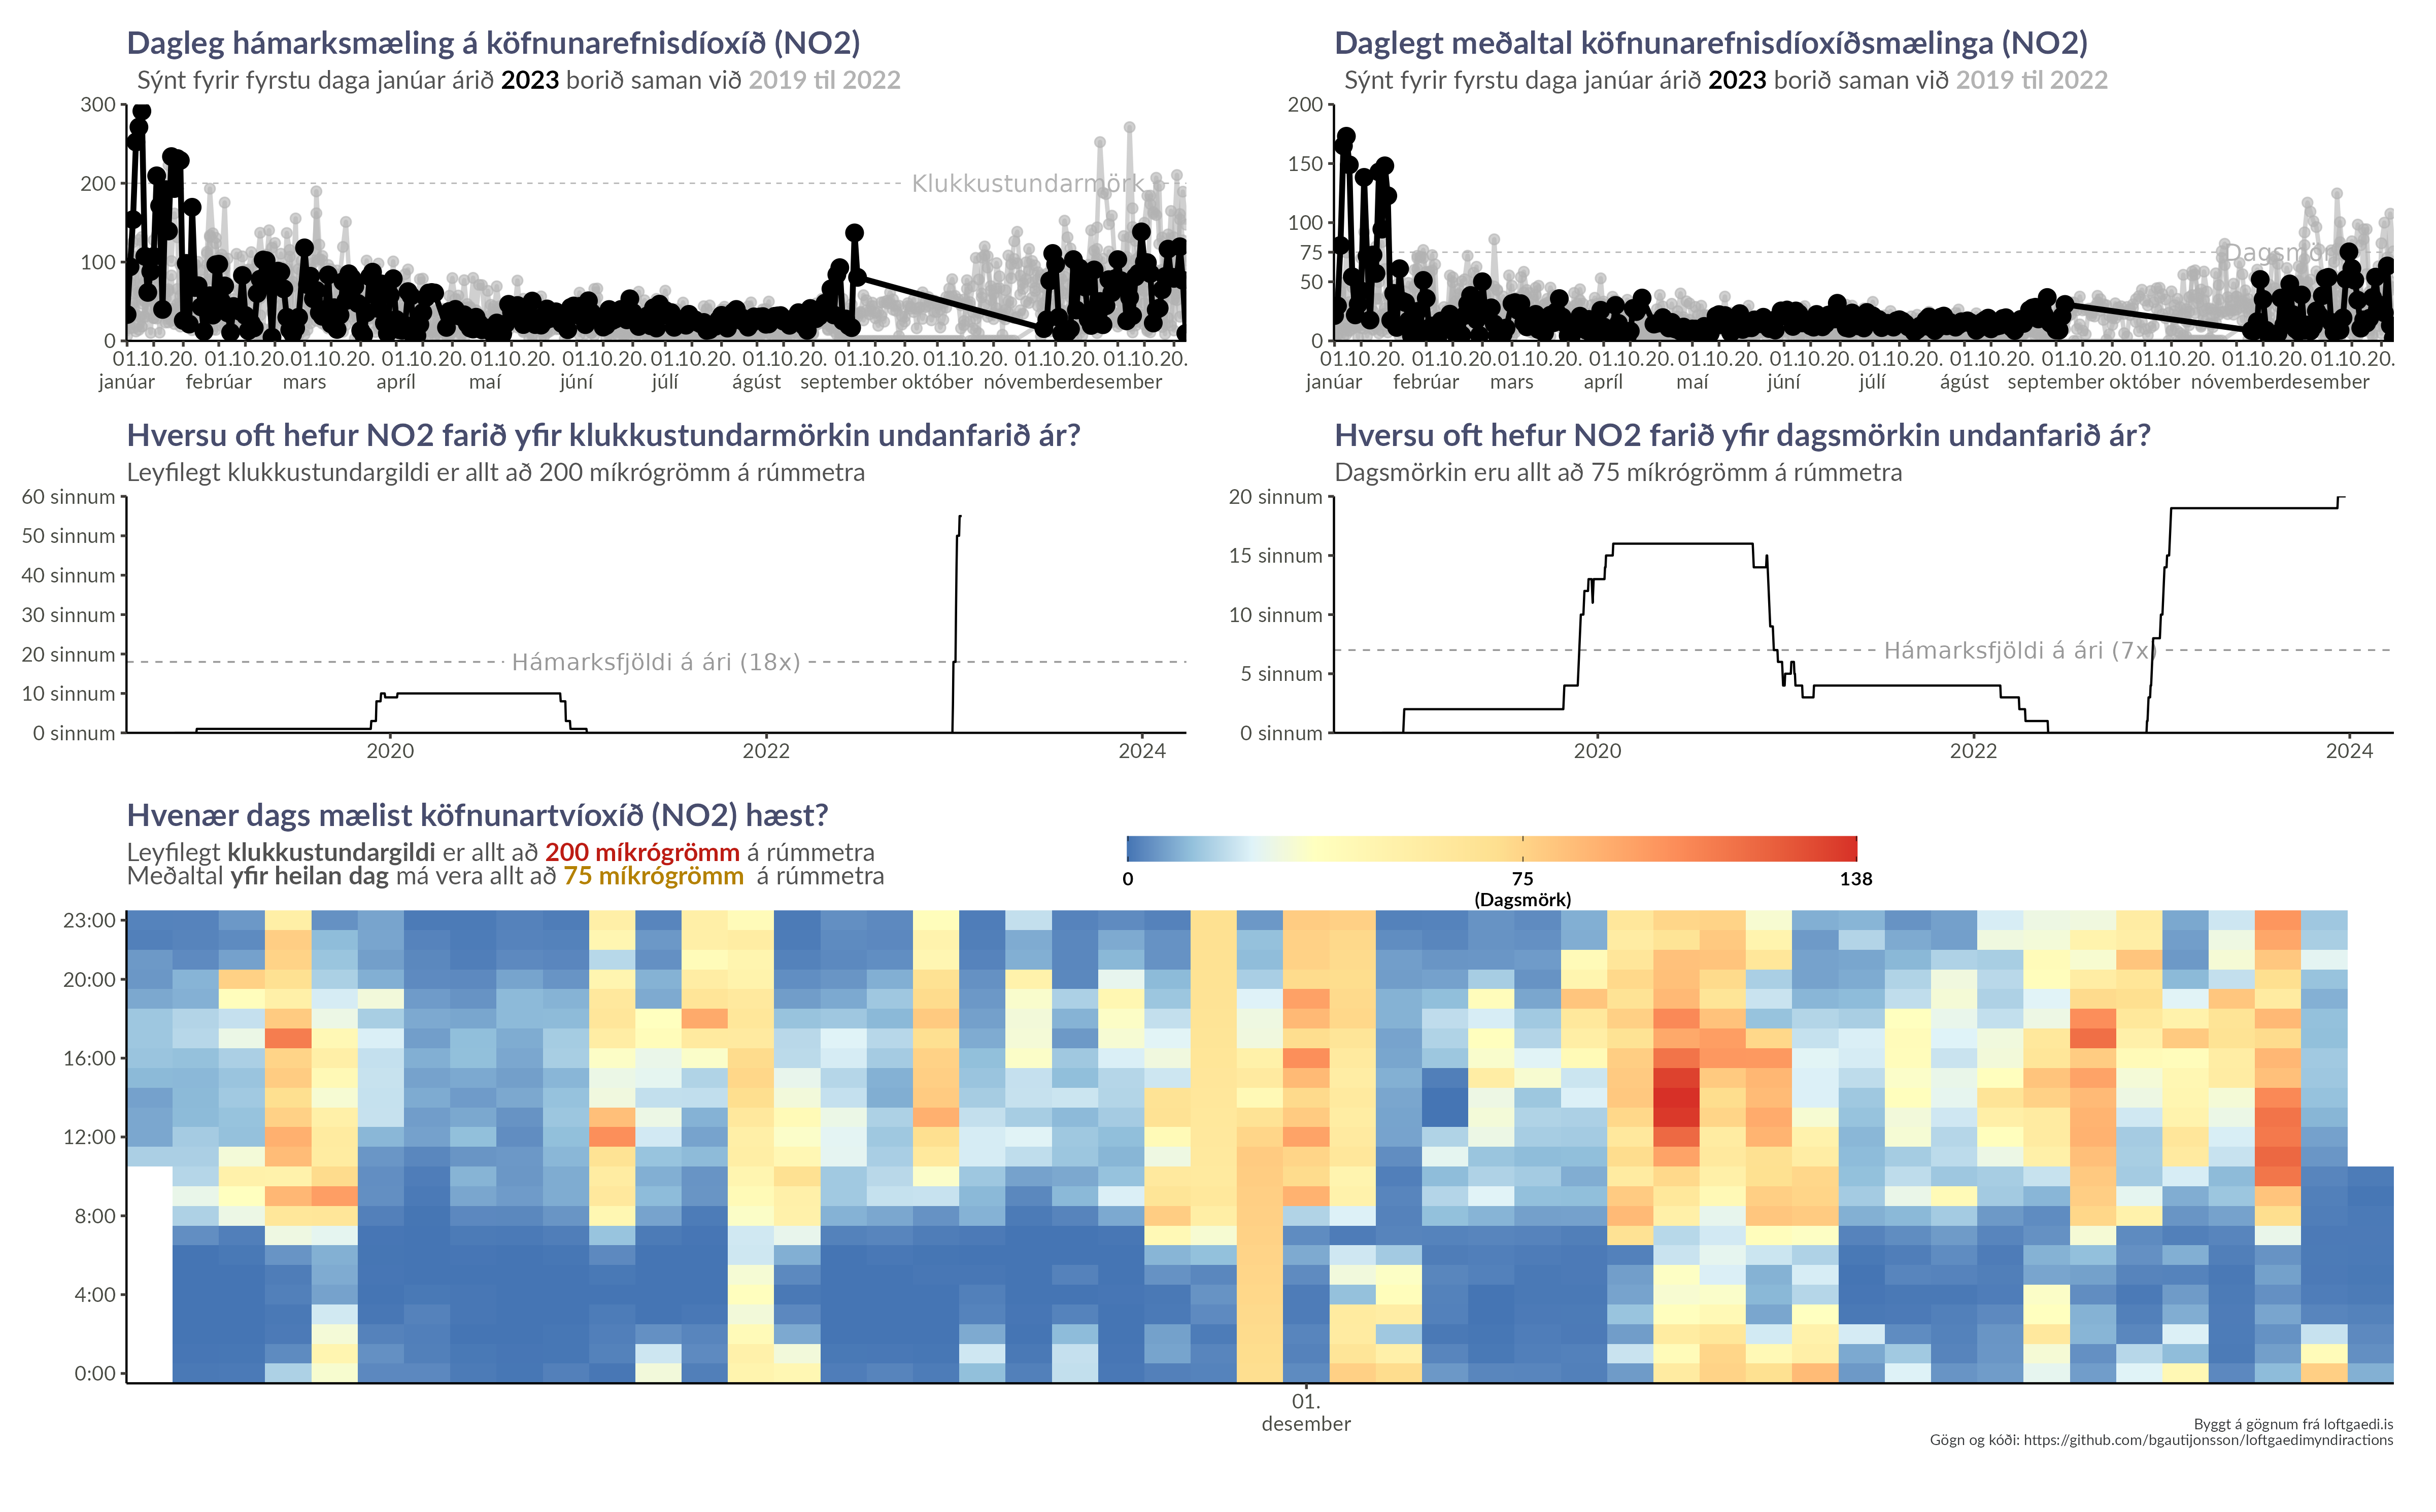 Dagleg hámarksmæling á köfnunarefnisdíoxíð (NO2)
Sýnt fyrir fyrstu daga janúar árið 2023 borið saman við 2019 til 2022
300
200
100
0
Klukkustundarmörk
01.10.20. 01.10.20. 01.10.20. 01.10.20. 01.10.20. 01.10.20. 01.10.20. 01.10.20. 01.10.20. 01.10.20. 01.10.20. 01.10.20.
janúar febrúar mars apríl maí júní júlí ágúst september október nóvember desember
Daglegt meðaltal köfnunarefnisdíoxíðsmælinga (NO2)
Sýnt fyrir fyrstu daga janúar árið 2023 borið saman við 2019 til 2022
200
150
100
75
50
0
Dagsmörk
01.10.20. 01.10.20. 01.10.20. 01.10.20. 01.10.20. 01.10.20. 01.10.20. 01.10.20. 01.10.20. 01.10.20. 01.10.20. 01.10.20.
janúar febrúar mars apríl maí júní júlí ágúst september október nóvember desember
Hversu oft hefur NO2 farið yfir klukkustundarmörkin undanfarið ár?
Leyfilegt klukkustundargildi er allt að 200 míkrógrömm á rúmmetra
60 sinnum
50 sinnum
40 sinnum
30 sinnum
20 sinnum
10 sinnum
0 sinnum
Hámarksfjöldi á ári (18x)
2020 2022 2024
Hversu oft hefur NO2 farið yfir dagsmörkin undanfarið ár?
Dagsmörkin eru allt að 75 míkrógrömm á rúmmetra
20 sinnum
15 sinnum
10 sinnum
5 sinnum
0 sinnum
Hámarksfjöldi á ári (7x)
2020 2022 2024
Hvenær dags mælist köfnunartvíoxíð (NO2) hæst?
Leyfilegt klukkustundargildi er allt að 200 míkrógrömm á rúmmetra
Meðaltal yfir heilan dag má vera allt að 75 míkrógrömm á rúmmetra
0 75 138
(Dagsmörk)
23:00
20:00
16:00
12:00
8:00
4:00
0:00
01.
desember
Byggt á gögnum frá loftgaedi.is
Gögn og kóði: https://github.com/bgautijonsson/loftgaedimyndiractions